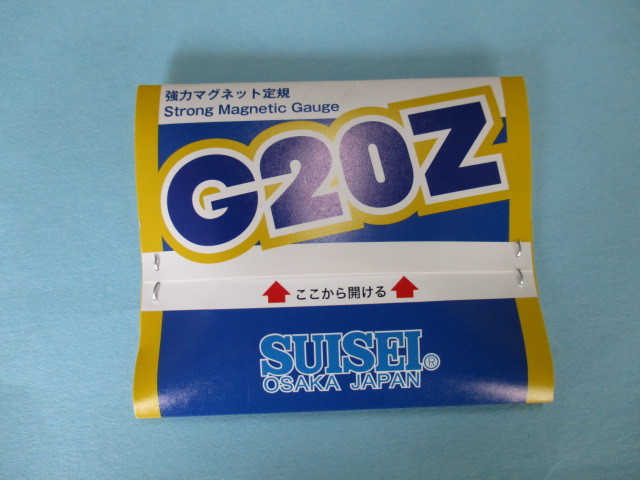 強力マグネット定規
Strong Magnetic Gauge
G20Z
ここから開ける
SUISEI®
OSAKA JAPAN